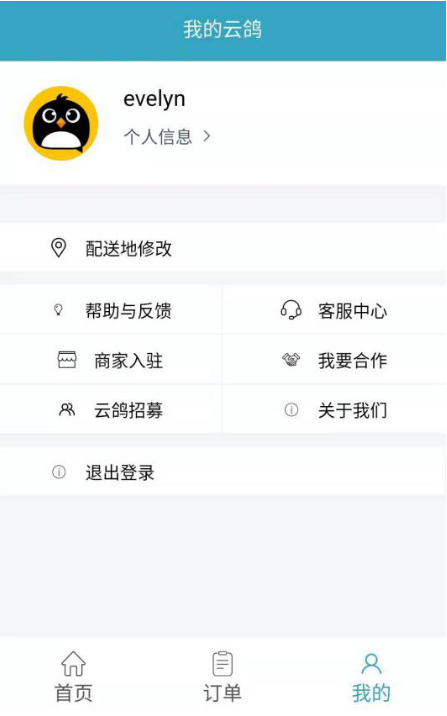 我的云鸽
evelyn
个人信息
配送地修改
帮助与反馈
客服中心
商家入驻
我要合作
云鸽招募
关于我们
退出登录
首页
订单
我的